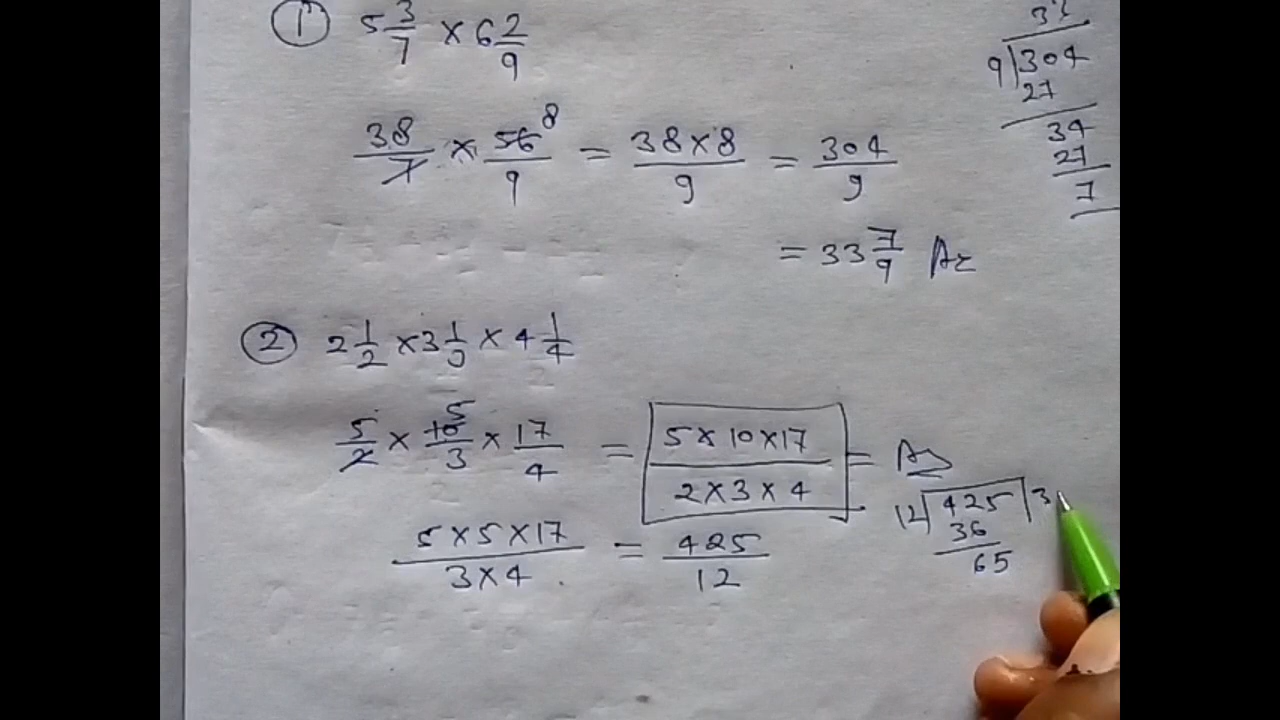 ① 5 3/7 × 6 2/9
38/7 × 56/9 8 = 38×8/9 = 304/9
= 33 7/9
33
9)304
27
34
27
7
② 2 1/2 × 3 1/3 × 4 1/4
5/2 × 10/3 5 × 17/4 = 5×10×17/2×3×4 =
5×5×17/3×4 = 425/12
12)425(3
36
65